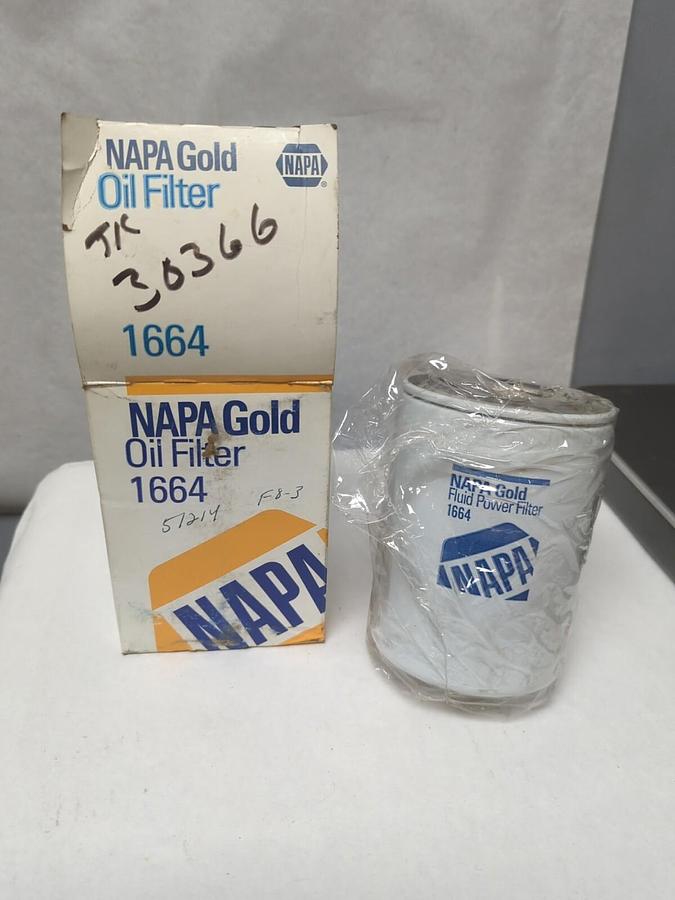 NAPA Gold
Oil Filter
NAPA
®
JK
30366
1664
NAPA Gold
Oil Filter
1664
51214 F8-3
NAPA
NAPA Gold
Fluid Power Filter
1664
NAPA